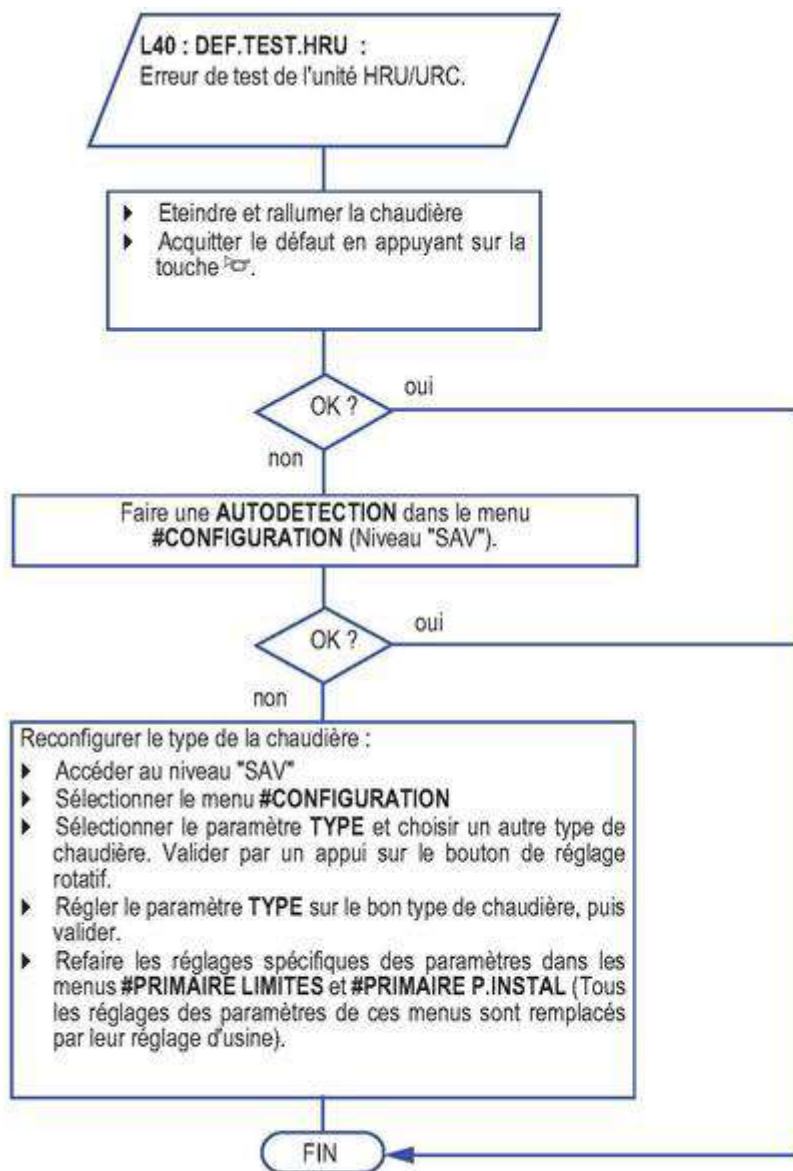 L40 : DEF.TEST.HRU :
Erreur de test de l'unité HRU/URC.
Eteindre et rallumer la chaudière
Acquitter le défaut en appuyant sur la
touche .
OK ?
oui
non
Faire une AUTODETECTION dans le menu
#CONFIGURATION (Niveau "SAV").
OK ?
oui
non
Reconfigurer le type de la chaudière :
Accéder au niveau "SAV"
Sélectionner le menu #CONFIGURATION
Sélectionner le paramètre TYPE et choisir un autre type de
chaudière. Valider par un appui sur le bouton de réglage
rotatif.
Régler le paramètre TYPE sur le bon type de chaudière, puis
valider.
Refaire les réglages spécifiques des paramètres dans les
menus #PRIMAIRE LIMITES et #PRIMAIRE P.INSTAL (Tous
les réglages des paramètres de ces menus sont remplacés
par leur réglage d'usine).
FIN